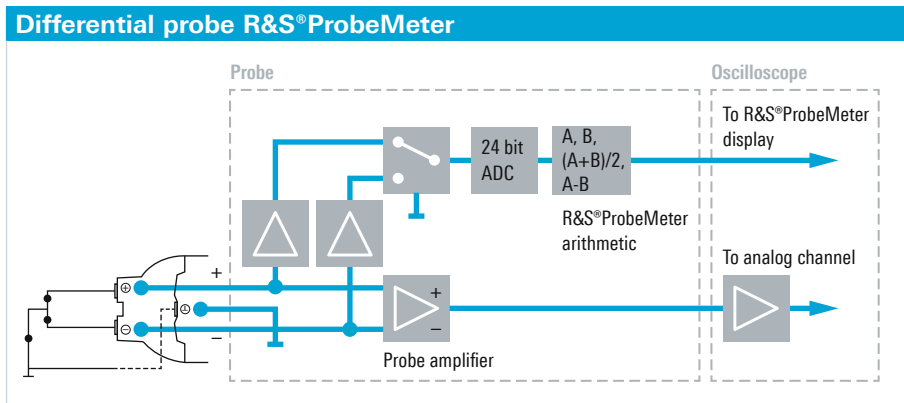 Differential probe R&S®ProbeMeter
Probe
Oscilloscope
To R&S®ProbeMeter
display
24 bit
ADC
A, B,
(A+B)/2,
A-B
R&S®ProbeMeter
arithmetic
To analog channel
+
+
−
−
Probe amplifier